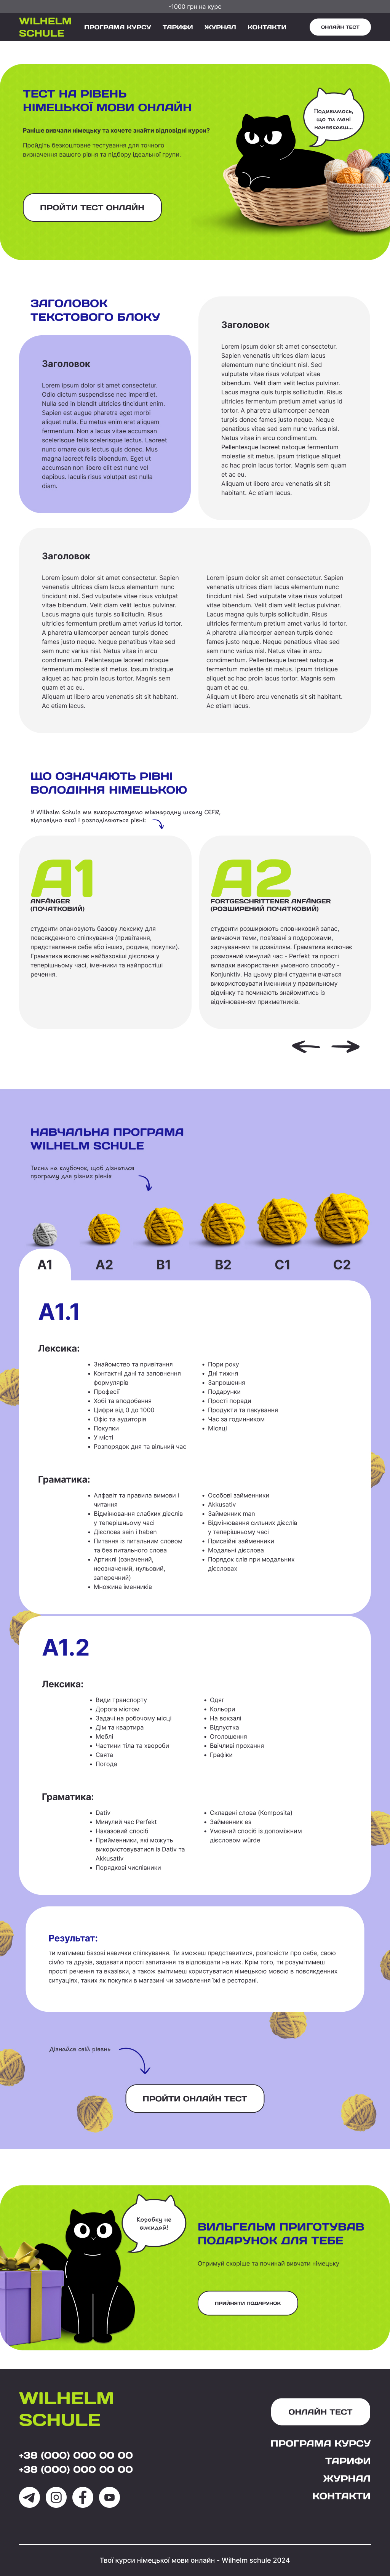 -1000 грн на курс
WILHELM
SCHULE
ПРОГРАМА КУРСУ ТАРИФИ ЖУРНАЛ КОНТАКТИ
ОНЛАЙН ТЕСТ
ТЕСТ НА РІВЕНЬ
НІМЕЦЬКОЇ МОВИ ОНЛАЙН
Раніше вивчали німецьку та хочете знайти відповідні курси?
Пройдіть безкоштовне тестування для точного
визначення вашого рівня та підбору ідеальної групи.
ПРОЙТИ ТЕСТ ОНЛАЙН
Подивимось,
що ти мені
нанявкаєш...
ЗАГОЛОВОК
ТЕКСТОВОГО БЛОКУ
Заголовок
Lorem ipsum dolor sit amet consectetur.
Odio dictum suspendisse nec imperdiet.
Nulla sed in blandit ultricies tincidunt enim.
Sapien est augue pharetra eget morbi
aliquet nulla. Eu metus enim erat aliquam
fermentum. Non a lacus vitae accumsan
scelerisque felis scelerisque lectus. Laoreet
nunc ornare quis lectus quis donec. Mus
magna laoreet felis bibendum. Eget ut
accumsan non libero elit est nunc vel
dapibus. Iaculis risus volutpat est nulla
diam.
Заголовок
Lorem ipsum dolor sit amet consectetur.
Sapien venenatis ultrices diam lacus
elementum nunc tincidunt nisl. Sed
vulputate vitae risus volutpat vitae
bibendum. Velit diam velit lectus pulvinar.
Lacus magna quis turpis sollicitudin. Risus
ultricies fermentum pretium amet varius id
tortor. A pharetra ullamcorper aenean
turpis donec fames justo neque. Neque
penatibus vitae sed sem nunc varius nisl.
Netus vitae in arcu condimentum.
Pellentesque laoreet natoque fermentum
molestie sit metus. Ipsum tristique aliquet
ac hac proin lacus tortor. Magnis sem quam
et ac eu.
Aliquam ut libero arcu venenatis sit sit
habitant. Ac etiam lacus.
Заголовок
Lorem ipsum dolor sit amet consectetur. Sapien
venenatis ultrices diam lacus elementum nunc
tincidunt nisl. Sed vulputate vitae risus volutpat
vitae bibendum. Velit diam velit lectus pulvinar.
Lacus magna quis turpis sollicitudin. Risus
ultricies fermentum pretium amet varius id tortor.
A pharetra ullamcorper aenean turpis donec
fames justo neque. Neque penatibus vitae sed
sem nunc varius nisl. Netus vitae in arcu
condimentum. Pellentesque laoreet natoque
fermentum molestie sit metus. Ipsum tristique
aliquet ac hac proin lacus tortor. Magnis sem
quam et ac eu.
Aliquam ut libero arcu venenatis sit sit habitant.
Ac etiam lacus.
Lorem ipsum dolor sit amet consectetur. Sapien
venenatis ultrices diam lacus elementum nunc
tincidunt nisl. Sed vulputate vitae risus volutpat
vitae bibendum. Velit diam velit lectus pulvinar.
Lacus magna quis turpis sollicitudin. Risus
ultricies fermentum pretium amet varius id tortor.
A pharetra ullamcorper aenean turpis donec
fames justo neque. Neque penatibus vitae sed
sem nunc varius nisl. Netus vitae in arcu
condimentum. Pellentesque laoreet natoque
fermentum molestie sit metus. Ipsum tristique
aliquet ac hac proin lacus tortor. Magnis sem
quam et ac eu.
Aliquam ut libero arcu venenatis sit sit habitant.
Ac etiam lacus.
ЩО ОЗНАЧАЮТЬ РІВНІ
ВОЛОДІННЯ НІМЕЦЬКОЮ
У Wilhelm Schule ми використовуємо міжнародну шкалу CEFR,
відповідно якої і розподіляються рівні:
A1
ANFÄNGER
(ПОЧАТКОВИЙ)
студенти опановують базову лексику для
повсякденного спілкування (привітання,
представлення себе або інших, родина, покупки).
Граматика включає найбазовіші дієслова у
теперішньому часі, іменники та найпростіші
речення.
A2
FORTGESCHRITTENER ANFÄNGER
(РОЗШИРЕНИЙ ПОЧАТКОВИЙ)
студенти розширюють словниковий запас,
вивчаючи теми, пов'язані з подорожами,
харчуванням та дозвіллям. Граматика включає
розмовний минулий час - Perfekt та прості
випадки використання умовного способу -
Konjunktiv. На цьому рівні студенти вчаться
використовувати іменники у правильному
відмінку та починають знайомитись із
відмінюванням прикметників.
НАВЧАЛЬНА ПРОГРАМА
WILHELM SCHULE
Тисни на клубочок, щоб дізнатися
програму для різних рівнів
A1 A2 B1 B2 C1 C2
A1.1
Лексика:
• Знайомство та привітання
• Контактні дані та заповнення
формулярів
• Професії
• Хобі та вподобання
• Цифри від 0 до 1000
• Офіс та аудиторія
• Покупки
• У місті
• Розпорядок дня та вільний час
• Пори року
• Дні тижня
• Запрошення
• Подарунки
• Прості поради
• Продукти та пакування
• Час за годинником
• Місяці
Граматика:
• Алфавіт та правила вимови і
читання
• Відмінювання слабких дієслів
у теперішньому часі
• Дієслова sein і haben
• Питання із питальним словом
та без питального слова
• Артиклі (означений,
неозначений, нульовий,
заперечний)
• Множина іменників
• Особові займенники
• Akkusativ
• Займенник man
• Відмінювання сильних дієслів
у теперішньому часі
• Присвійні займенники
• Модальні дієслова
• Порядок слів при модальних
дієсловах
A1.2
Лексика:
• Види транспорту
• Дорога містом
• Задачі на робочому місці
• Дім та квартира
• Меблі
• Частини тіла та хвороби
• Свята
• Погода
• Одяг
• Кольори
• На вокзалі
• Відпустка
• Оголошення
• Ввічливі прохання
• Графіки
Граматика:
• Dativ
• Минулий час Perfekt
• Наказовий спосіб
• Прийменники, які можуть
використовуватися із Dativ та
Akkusativ
• Порядкові числівники
• Складені слова (Komposita)
• Займенник es
• Умовний спосіб із допоміжним
дієсловом würde
Результат:
ти матимеш базові навички спілкування. Ти зможеш представитися, розповісти про себе, свою
сім'ю та друзів, задавати прості запитання та відповідати на них. Крім того, ти розумітимеш
прості речення та вказівки, а також вмітимеш користуватися німецькою мовою в повсякденних
ситуаціях, таких як покупки в магазині чи замовлення їжі в ресторані.
Дізнайся свій рівень
ПРОЙТИ ОНЛАЙН ТЕСТ
Коробку не
викидай!
ВИЛЬГЕЛЬМ ПРИГОТУВАВ
ПОДАРУНОК ДЛЯ ТЕБЕ
Отримуй скоріше та починай вивчати німецьку
ПРИЙНЯТИ ПОДАРУНОК
WILHELM
SCHULE
+38 (000) 000 00 00
+38 (000) 000 00 00
ОНЛАЙН ТЕСТ
ПРОГРАМА КУРСУ
ТАРИФИ
ЖУРНАЛ
КОНТАКТИ
Твої курси німецької мови онлайн - Wilhelm schule 2024